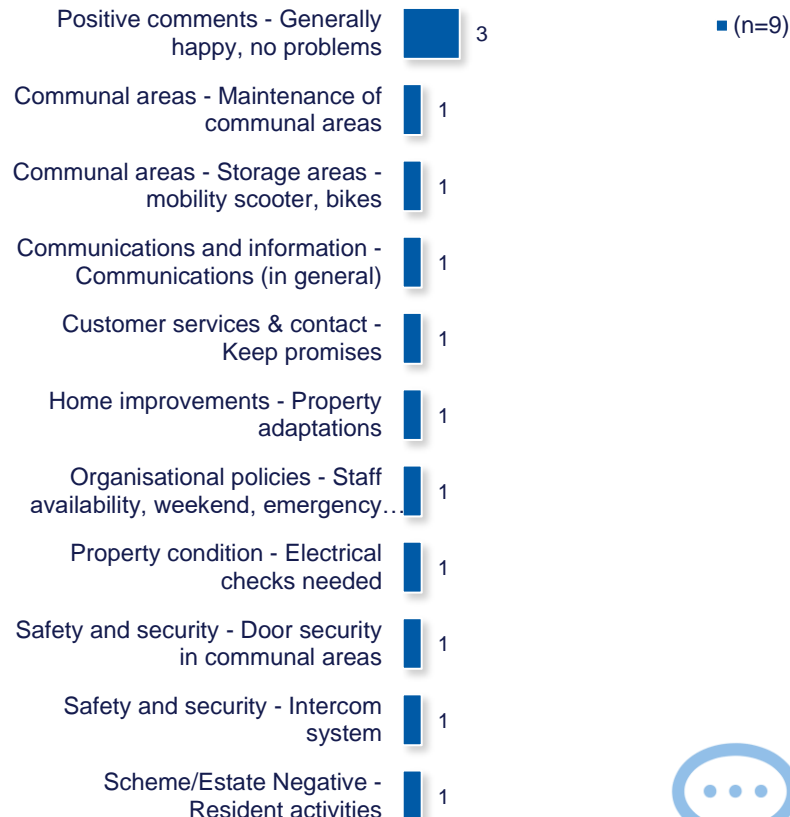 Positive comments - Generally
happy, no problems
3
(n=9)
Communal areas - Maintenance of
communal areas
1
Communal areas - Storage areas -
mobility scooter, bikes
1
Communications and information -
Communications (in general)
1
Customer services & contact -
Keep promises
1
Home improvements - Property
adaptations
1
Organisational policies - Staff
availability, weekend, emergency…
1
Property condition - Electrical
checks needed
1
Safety and security - Door security
in communal areas
1
Safety and security - Intercom
system
1
Scheme/Estate Negative -
Resident activities
1